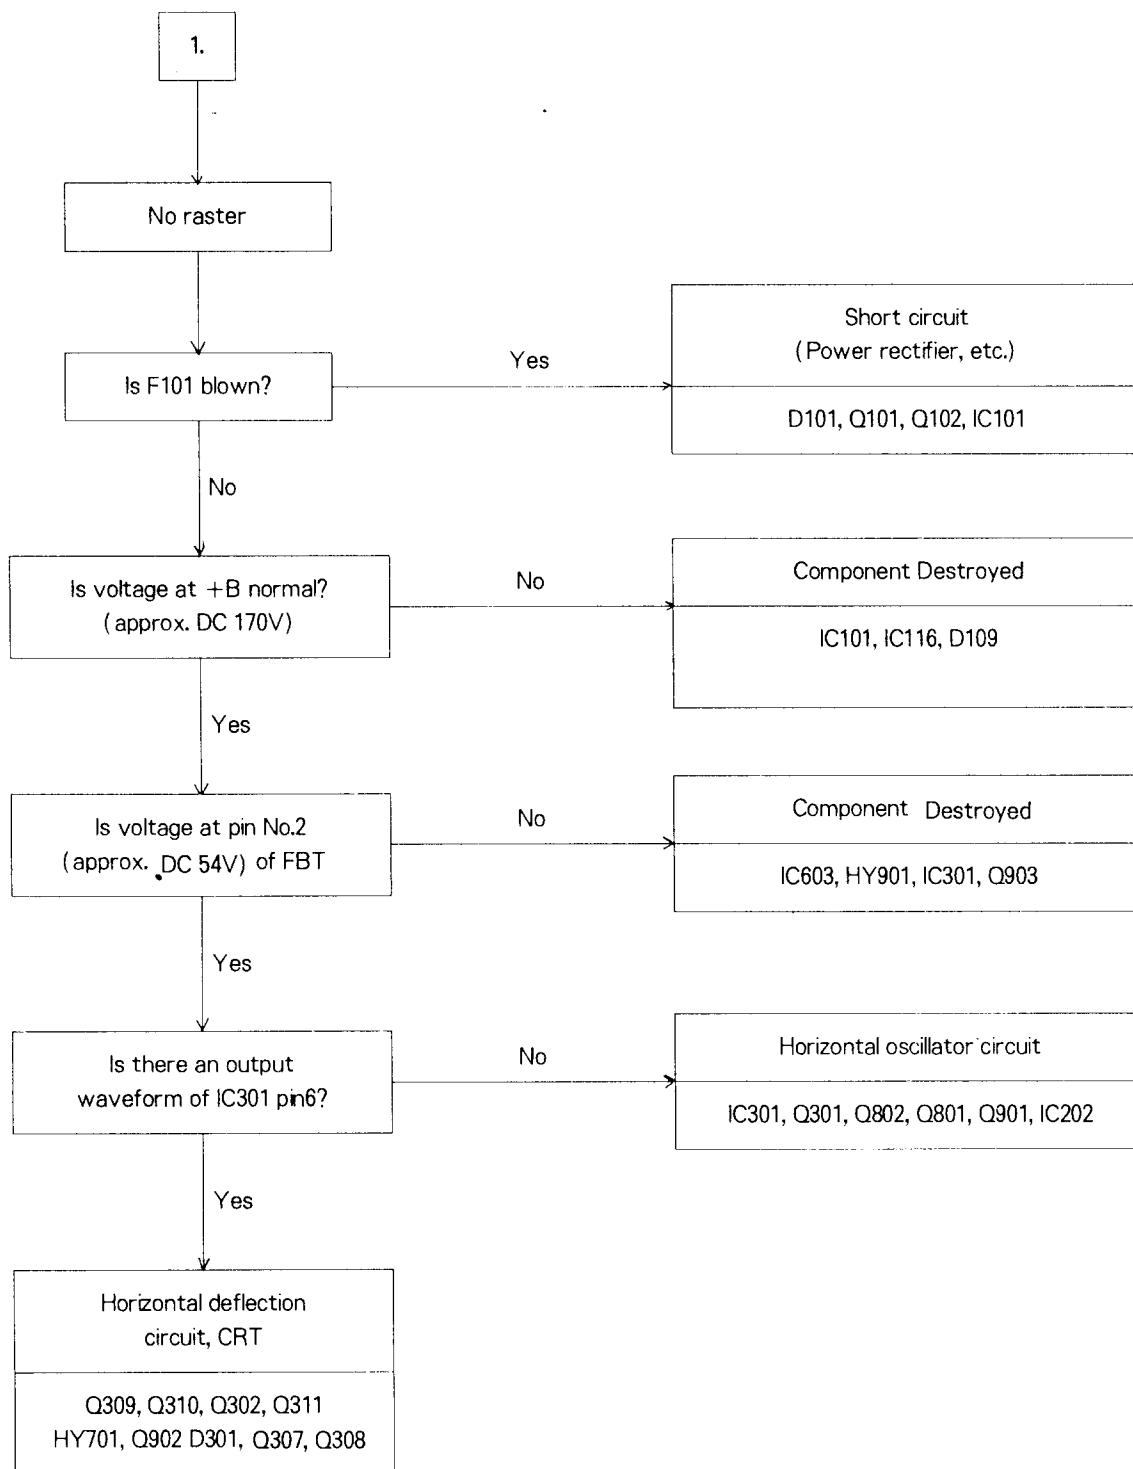 1.
No raster
Is F101 blown?
Yes
Short circuit
(Power rectifier, etc.)
D101, Q101, Q102, IC101
No
Is voltage at +B normal?
(approx. DC 170V)
No
Component Destroyed
IC101, IC116, D109
Yes
Is voltage at pin No.2
(approx. DC 54V) of FBT
No
Component Destroyed
IC603, HY901, IC301, Q903
Yes
Is there an output
waveform of IC301 pin6?
No
Horizontal oscillator circuit
IC301, Q301, Q802, Q801, Q901, IC202
Yes
Horizontal deflection
circuit, CRT
Q309, Q310, Q302, Q311
HY701, Q902 D301, Q307, Q308